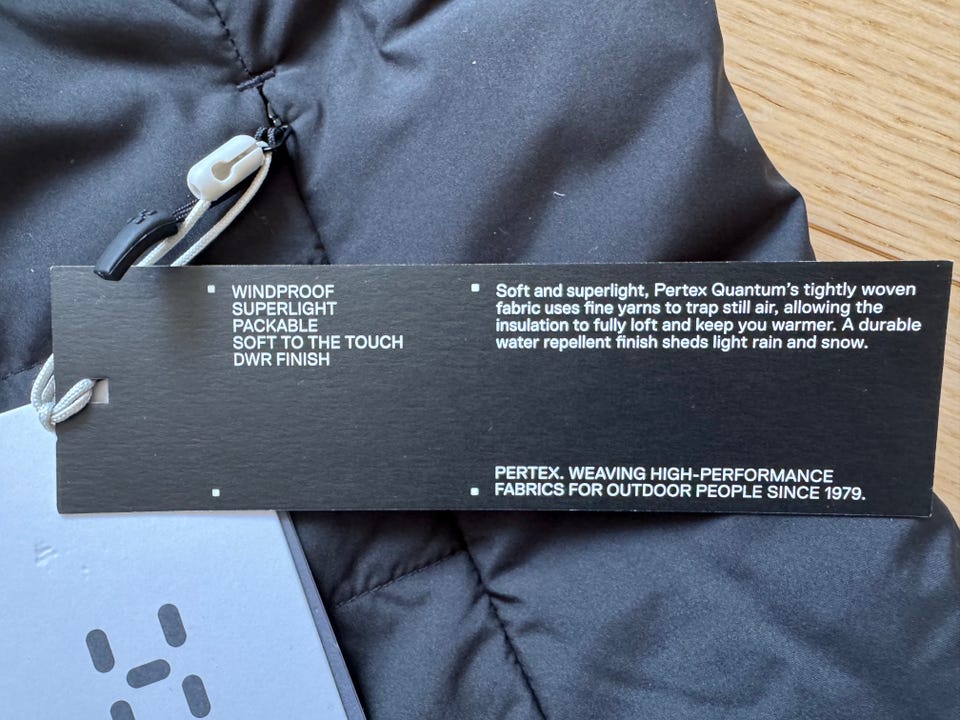 WINDPROOF
SUPERLIGHT
PACKABLE
SOFT TO THE TOUCH
DWR FINISH
Soft and superlight, Pertex Quantum's tightly woven
fabric uses fine yarns to trap still air, allowing the
insulation to fully loft and keep you warmer. A durable
water repellent finish sheds light rain and snow.
PERTEX. WEAVING HIGH-PERFORMANCE
FABRICS FOR OUTDOOR PEOPLE SINCE 1979.